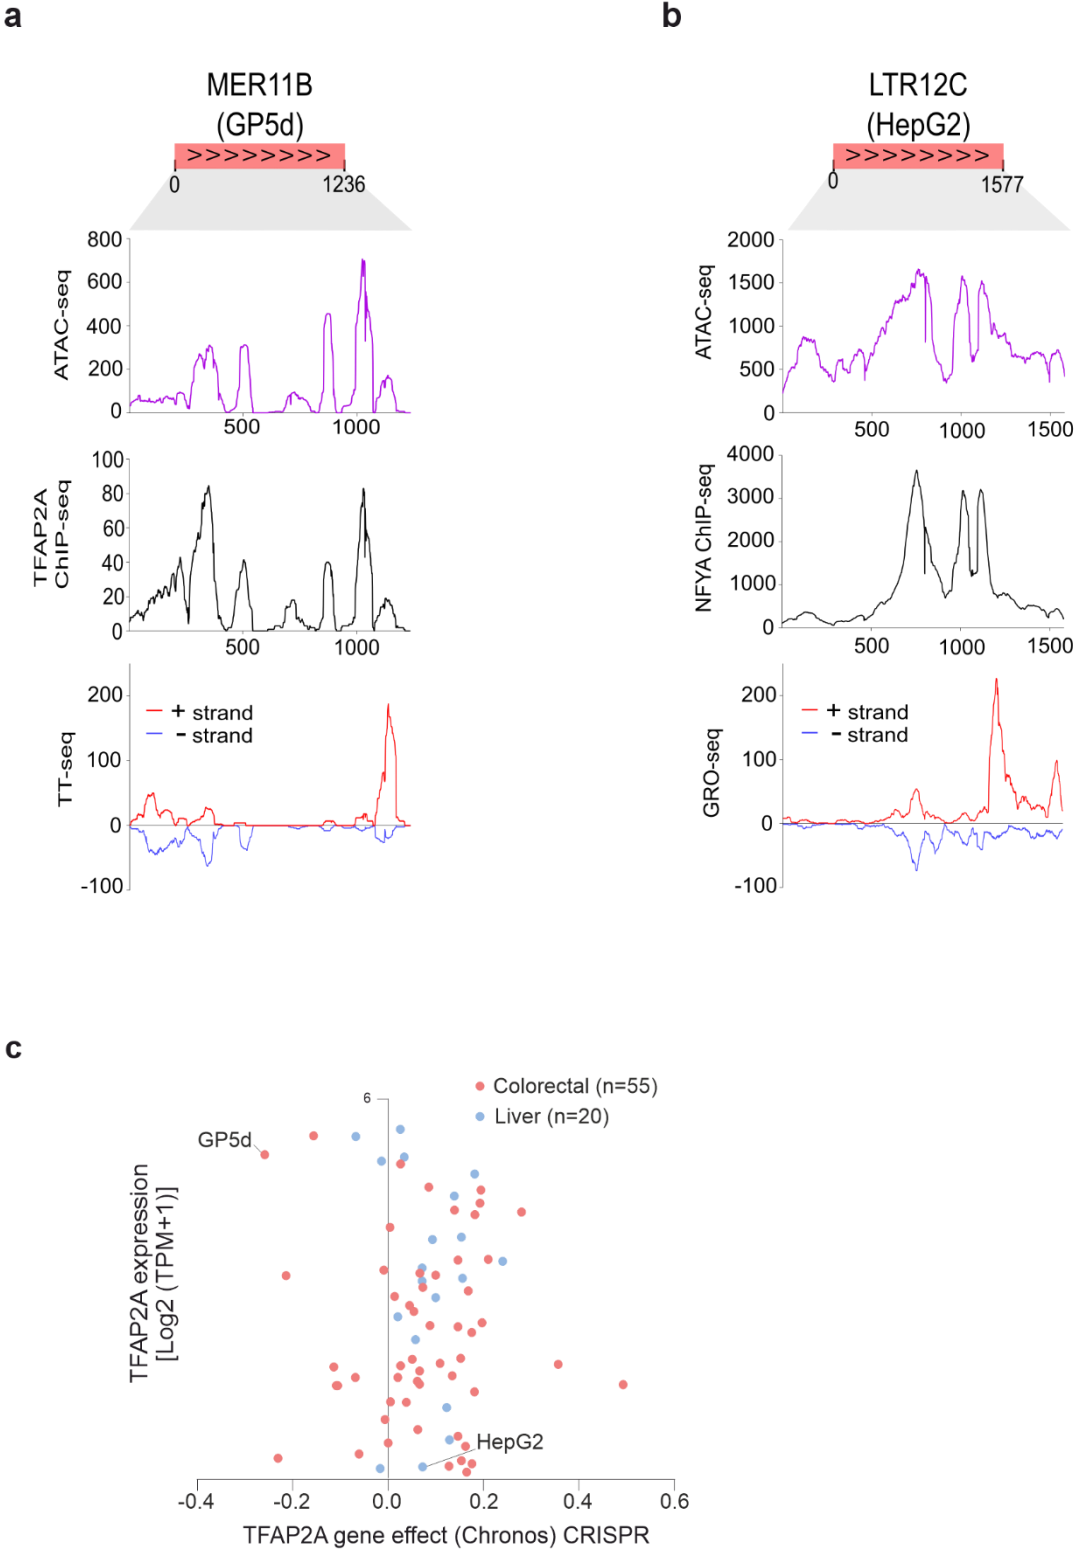 a
MER11B
(GP5d)
>>>>>>>>
0 1236
800
600
400
200
0
ATAC-seq
500 1000
100
80
60
40
20
0
TFAP2A
ChIP-seq
500 1000
200
100
0
-100
TT-seq
+ strand
- strand
b
LTR12C
(HepG2)
>>>>>>>>
0 1577
2000
1500
1000
500
0
ATAC-seq
500 1000 1500
4000
3000
2000
1000
0
NFYA ChIP-seq
500 1000 1500
200
100
0
-100
GRO-seq
+ strand
- strand
c
Colorectal (n=55)
Liver (n=20)
6
GP5d
HepG2
TFAP2A expression
[Log2 (TPM+1)]
-0.4 -0.2 0.0 0.2 0.4 0.6
TFAP2A gene effect (Chronos) CRISPR